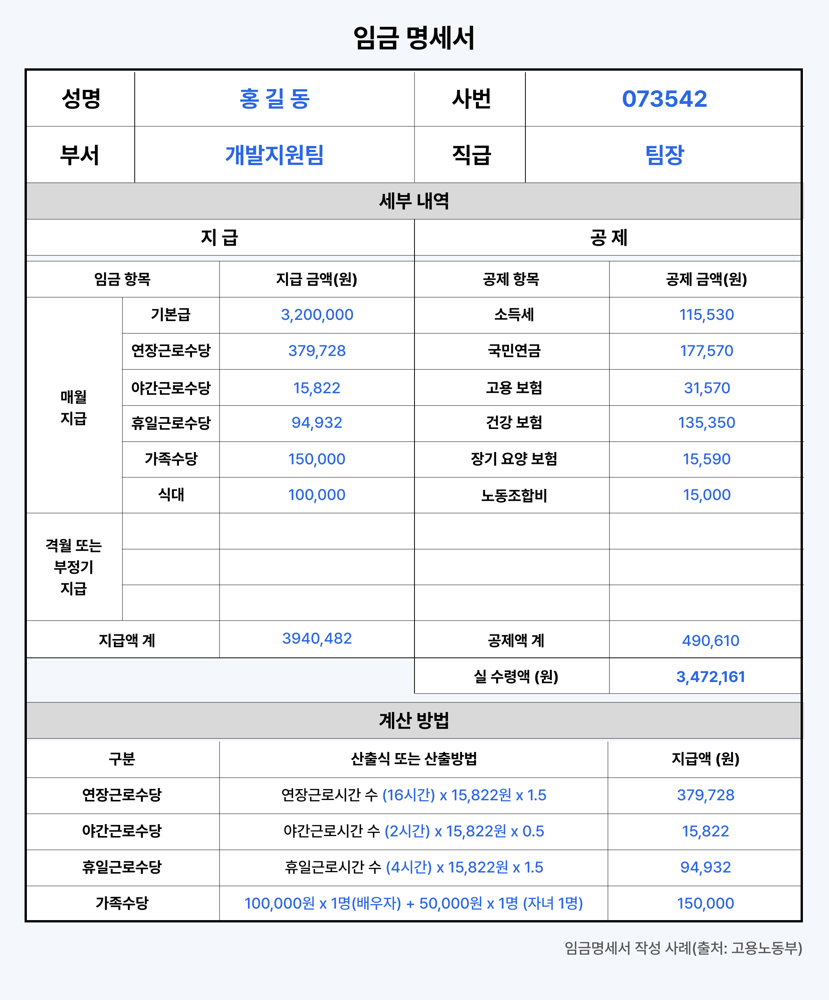 임금 명세서
성명 홍 길 동 사번 073542
부서 개발지원팀 직급 팀장
세부 내역
지 급 공 제
임금 항목 지급 금액(원) 공제 항목 공제 금액(원)
매월
지급
기본급 3,200,000 소득세 115,530
연장근로수당 379,728 국민연금 177,570
야간근로수당 15,822 고용 보험 31,570
휴일근로수당 94,932 건강 보험 135,350
가족수당 150,000 장기 요양 보험 15,590
식대 100,000 노동조합비 15,000
격월 또는
부정기
지급
지급액 계 3940,482 공제액 계 490,610
실 수령액 (원) 3,472,161
계산 방법
구분 산출식 또는 산출방법 지급액 (원)
연장근로수당 연장근로시간 수 (16시간) x 15,822원 x 1.5 379,728
야간근로수당 야간근로시간 수 (2시간) x 15,822원 x 0.5 15,822
휴일근로수당 휴일근로시간 수 (4시간) x 15,822원 x 1.5 94,932
가족수당 100,000원 x 1명(배우자) + 50,000원 x 1명 (자녀 1명) 150,000
임금명세서 작성 사례(출처: 고용노동부)